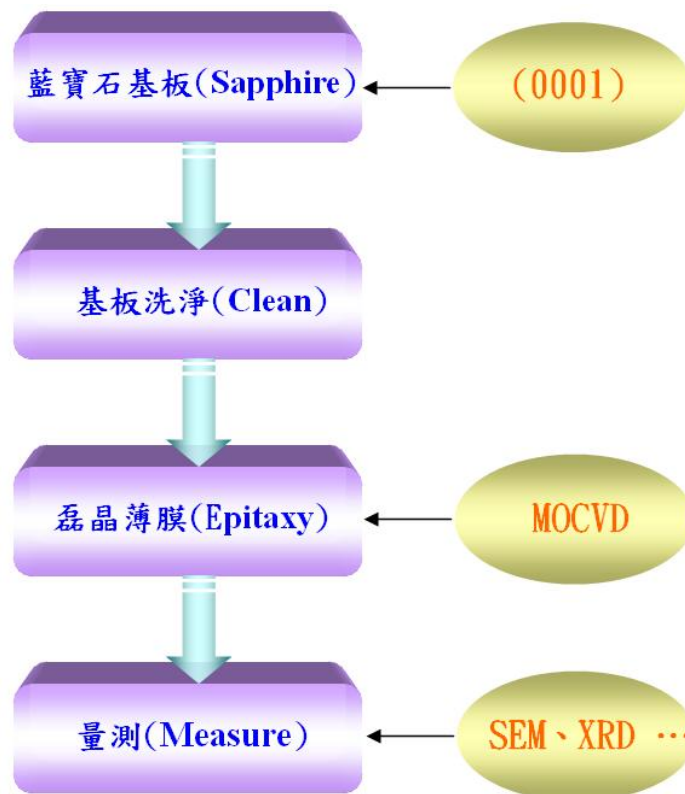 藍寶石基板(Sapphire)
(0001)
基板洗淨(Clean)
磊晶薄膜(Epitaxy)
MOCVD
量測(Measure)
SEM、XRD …